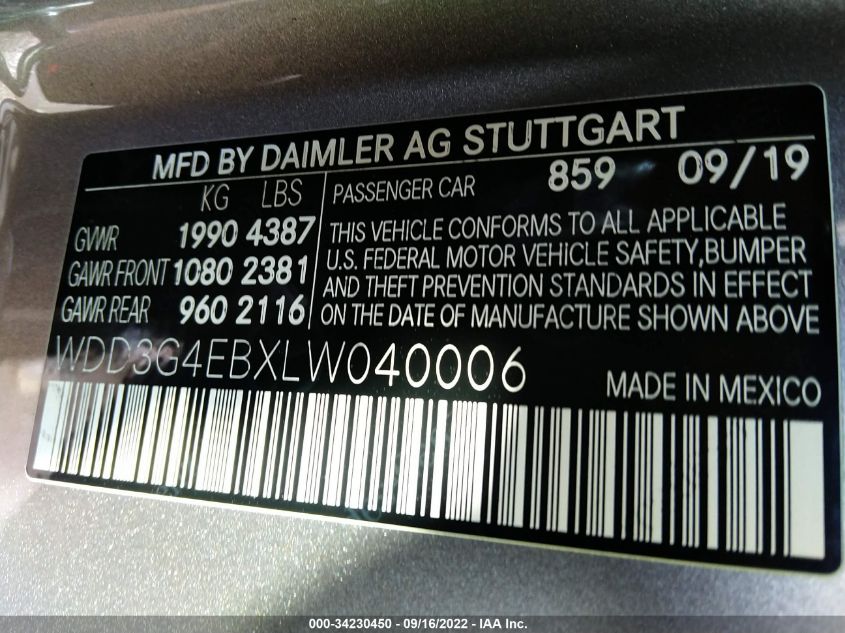 MFD BY DAIMLER AG STUTTGART
KG LBS
GVWR 1990 4387
GAWR FRONT 1080 2381
GAWR REAR 960 2116
PASSENGER CAR 859 09/19
THIS VEHICLE CONFORMS TO ALL APPLICABLE
U.S. FEDERAL MOTOR VEHICLE SAFETY,BUMPER
AND THEFT PREVENTION STANDARDS IN EFFECT
ON THE DATE OF MANUFACTURE SHOWN ABOVE
WDD3G4EBXLW040006
MADE IN MEXICO
000-34230450 - 09/16/2022 - IAA Inc.